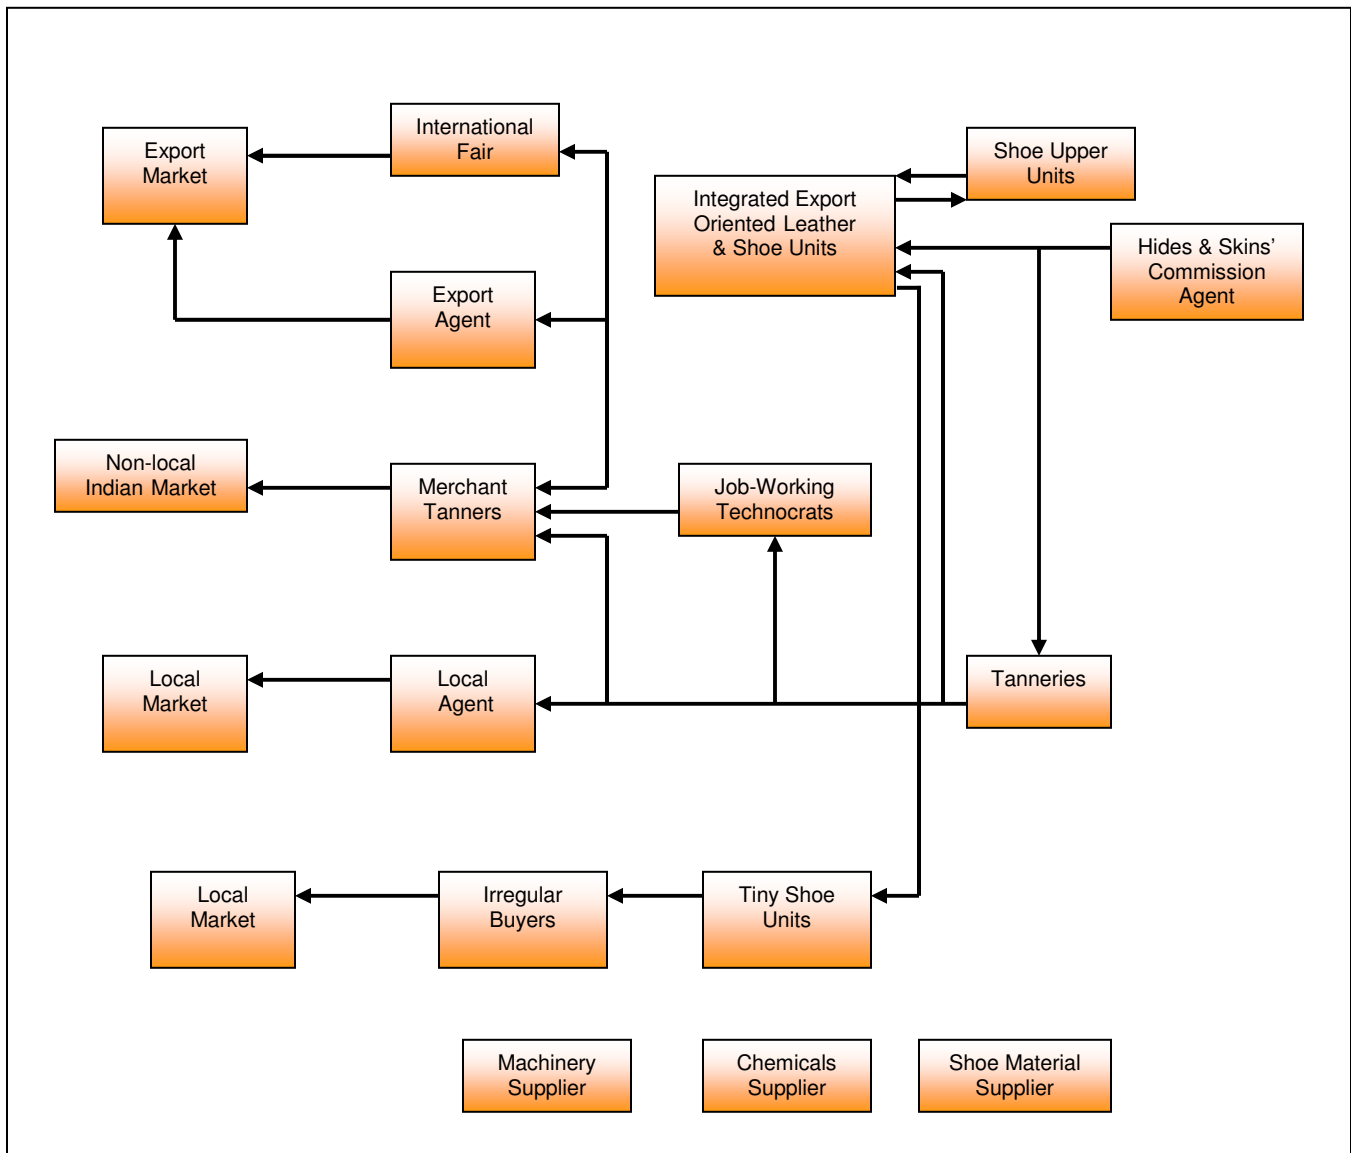 International
Fair
Export
Market
Shoe Upper
Units
Integrated Export
Oriented Leather
& Shoe Units
Hides & Skins’
Commission
Agent
Export
Agent
Non-local
Indian Market
Merchant
Tanners
Job-Working
Technocrats
Local
Market
Local
Agent
Tanneries
Local
Market
Irregular
Buyers
Tiny Shoe
Units
Machinery
Supplier
Chemicals
Supplier
Shoe Material
Supplier